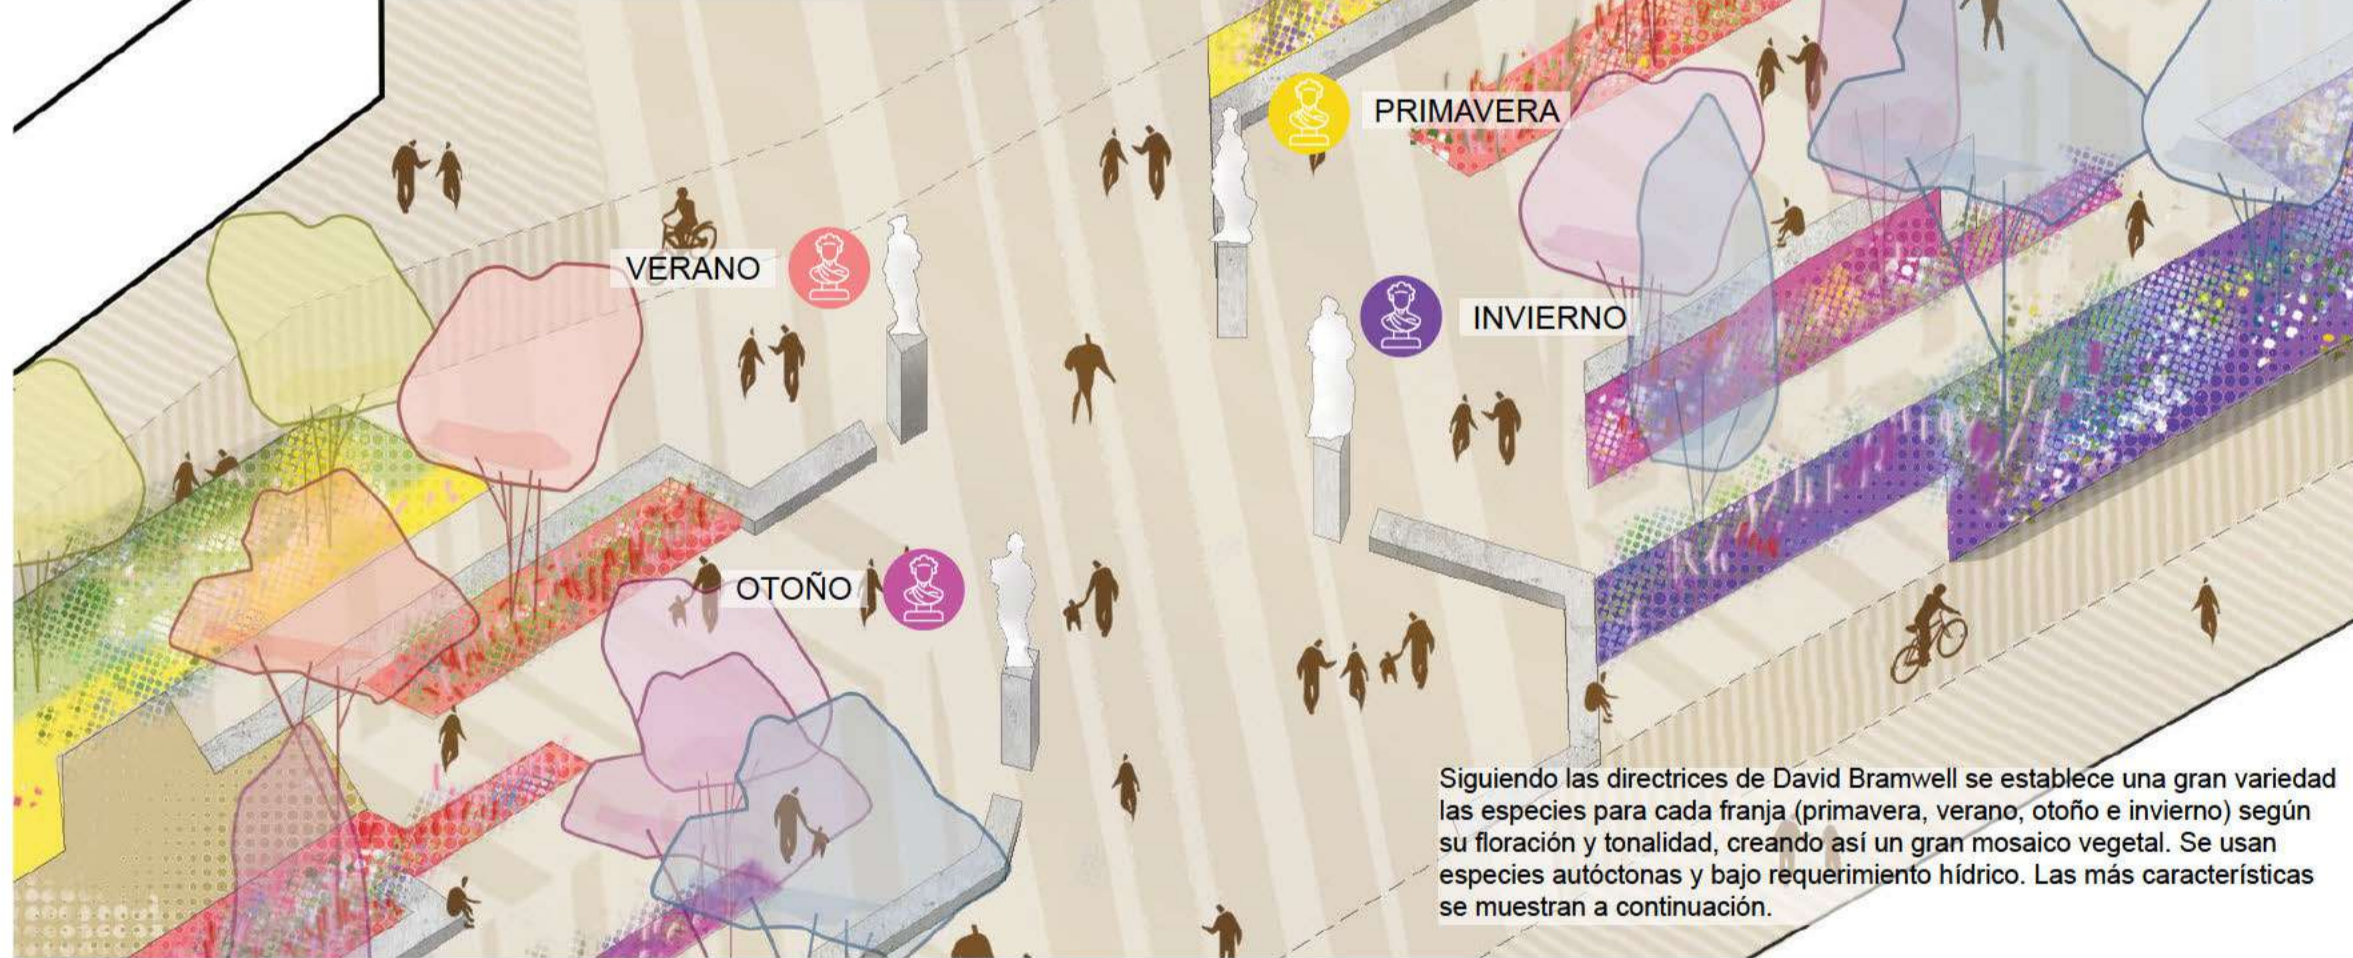 PRIMAVERA
VERANO
INVIERNO
OTOÑO
Siguiendo las directrices de David Bramwell se establece una gran variedad
las especies para cada franja (primavera, verano, otoño e invierno) según
su floración y tonalidad, creando así un gran mosaico vegetal. Se usan
especies autóctonas y bajo requerimiento hídrico. Las más características
se muestran a continuación.